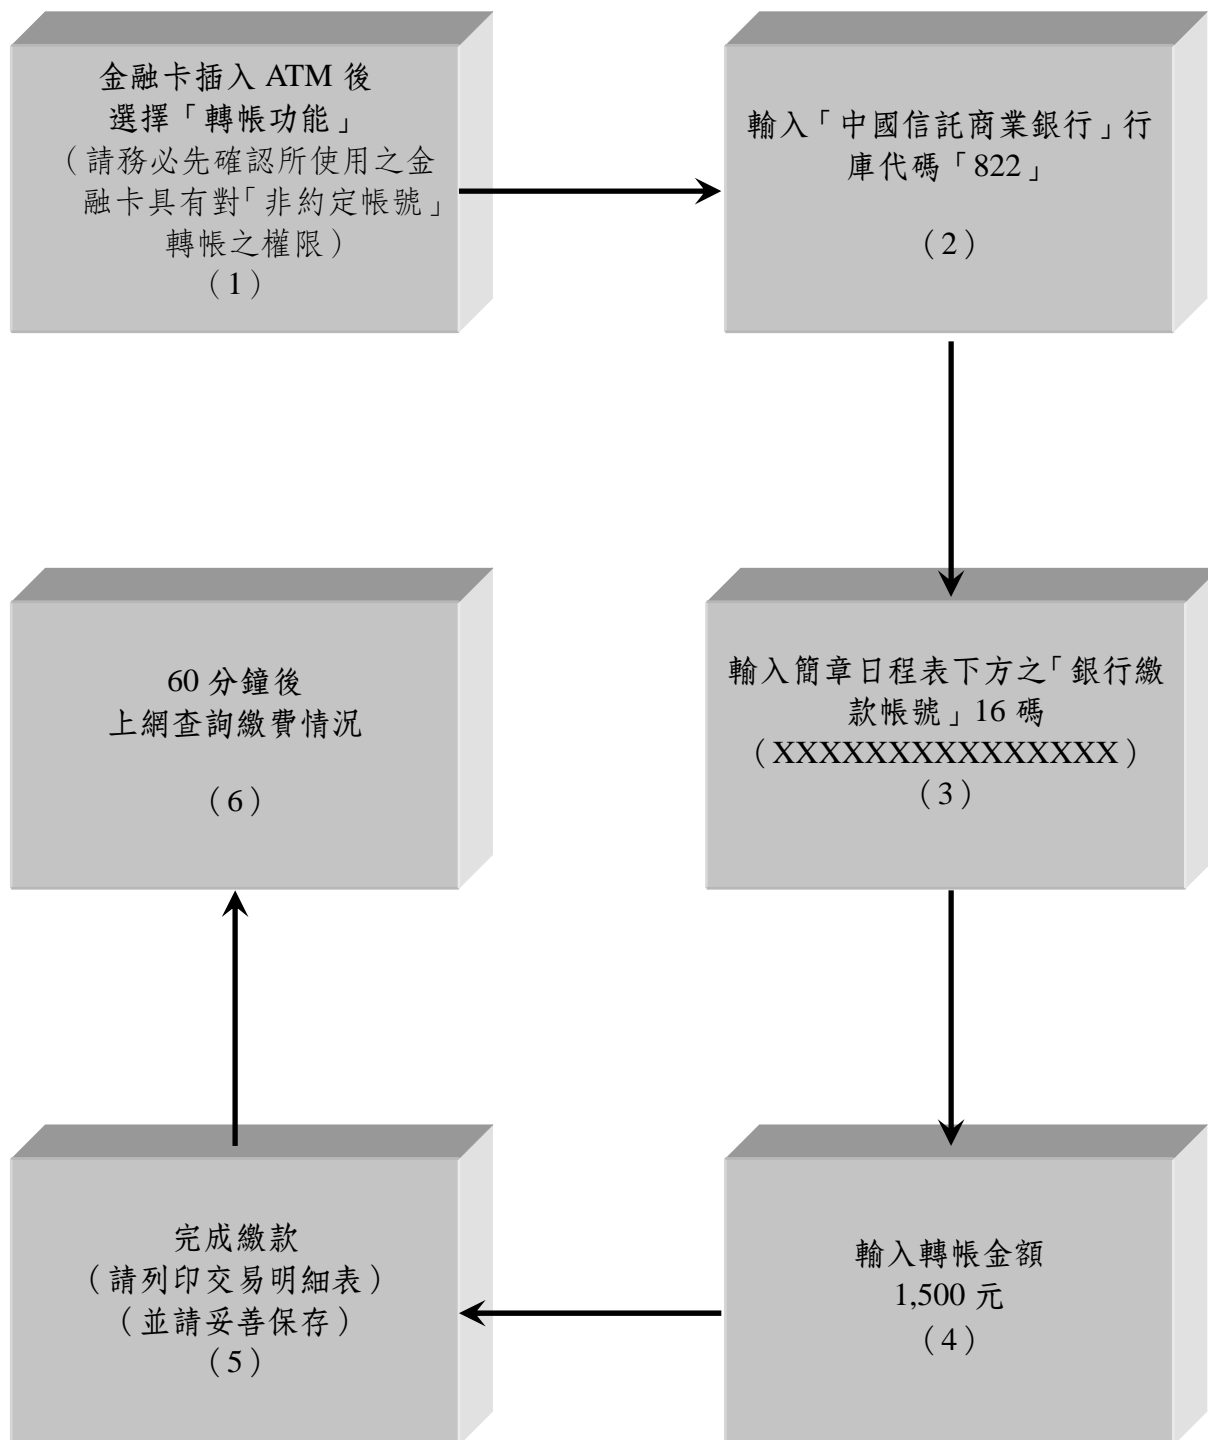 金融卡插入 ATM 後
選擇「轉帳功能」
（請務必先確認所使用之金
融卡具有對「非約定帳號」
轉帳之權限）
（1）
輸入「中國信託商業銀行」行
庫代碼「822」
（2）
輸入簡章日程表下方之「銀行繳
款帳號」16 碼
（XXXXXXXXXXXXXXX）
（3）
輸入轉帳金額
1,500 元
（4）
完成繳款
（請列印交易明細表）
（並請妥善保存）
（5）
60 分鐘後
上網查詢繳費情況
（6）